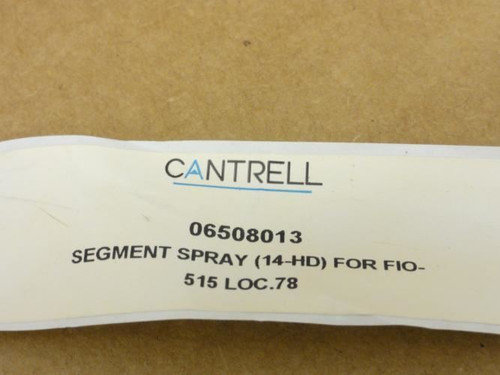 CANTRELL
06508013
SEGMENT SPRAY (14-HD) FOR FIO-
515 LOC.78